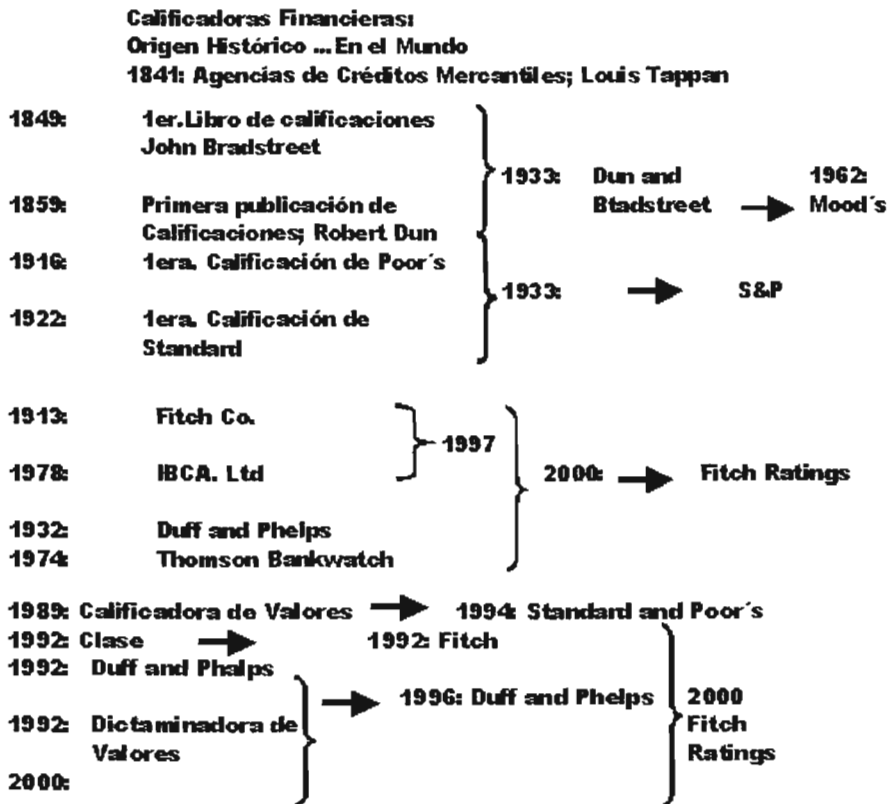 Calificadoras Financieras:
Origen Histórico ... En el Mundo
1841: Agencias de Créditos Mercantiles; Louis Tappan
1849: 1er.Libro de calificaciones
John Bradstreet
1933: Dun and 1962:
Btadstreet Mood´s
1859: Primera publicación de
Calificaciones; Robert Dun
1916: 1era. Calificación de Poor´s
1933: S&P
1922: 1era. Calificación de
Standard
1913: Fitch Co.
1997
1978: IBCA. Ltd
2000: Fitch Ratings
1932: Duff and Phelps
1974: Thomson Bankwatch
1989: Calificadora de Valores 1994: Standard and Poor´s
1992: Clase 1992: Fitch
1992: Duff and Phalps
1996: Duff and Phelps 2000
1992: Dictaminadora de Fitch
Valores Ratings
2000: